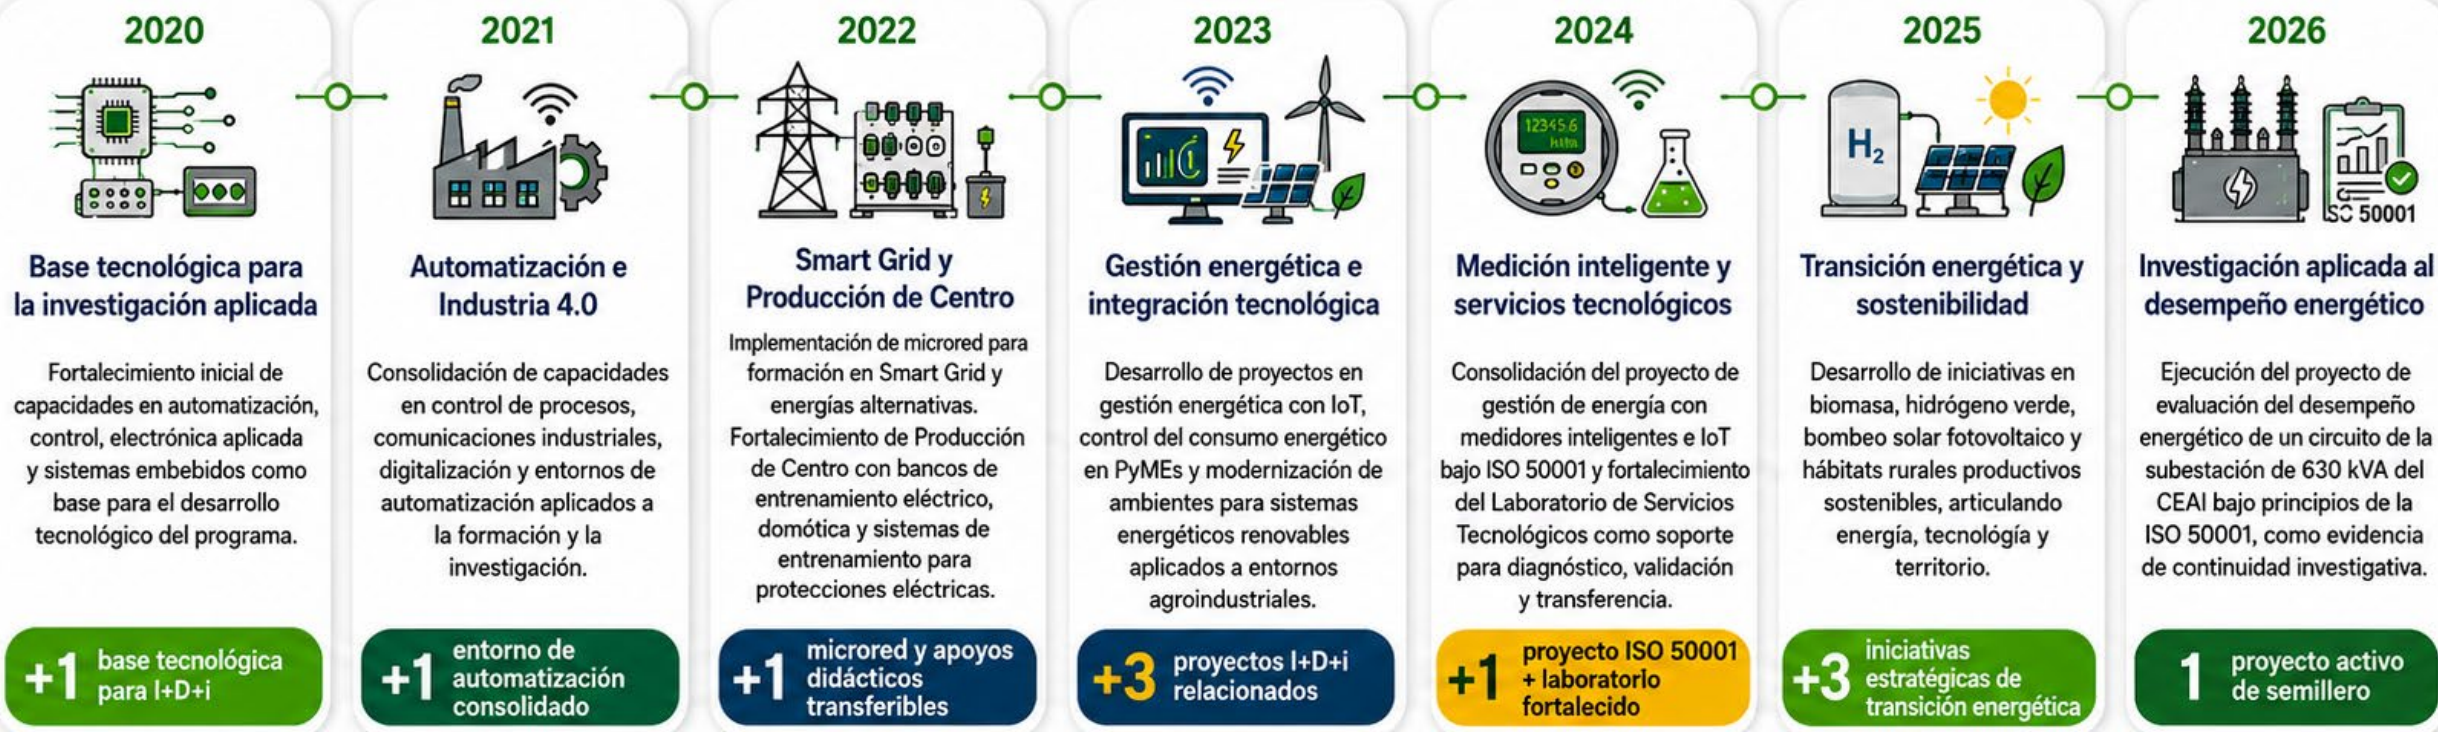 2020
Base tecnológica para
la investigación aplicada
Fortalecimiento inicial de
capacidades en automatización,
control, electrónica aplicada
y sistemas embebidos como
base para el desarrollo
tecnológico del programa.
+1
base tecnológica
para I+D+i
2021
Automatización e
Industria 4.0
Consolidación de capacidades
en control de procesos,
comunicaciones industriales,
digitalización y entornos de
automatización aplicados a
la formación y la
investigación.
+1
entorno de
automatización
consolidado
2022
Smart Grid y
Producción de Centro
Implementación de microred para
formación en Smart Grid y
energías alternativas.
Fortalecimiento de Producción
de Centro con bancos de
entrenamiento eléctrico,
domótica y sistemas de
entrenamiento para
protecciones eléctricas.
+1
microred y apoyos
didácticos
transferibles
2023
Gestión energética e
integración tecnológica
Desarrollo de proyectos en
gestión energética con IoT,
control del consumo energético
en PyMEs y modernización de
ambientes para sistemas
energéticos renovables
aplicados a entornos
agroindustriales.
+3
proyectos I+D+i
relacionados
2024
12345.6
Medición inteligente y
servicios tecnológicos
Consolidación del proyecto de
gestión de energía con
medidores inteligentes e IoT
bajo ISO 50001 y fortalecimiento
del Laboratorio de Servicios
Tecnológicos como soporte
para diagnóstico, validación
y transferencia.
+1
proyecto ISO 50001
+ laboratorio
fortalecido
2025
H2
Transición energética y
sostenibilidad
Desarrollo de iniciativas en
biomasa, hidrógeno verde,
bombeo solar fotovoltaico y
hábitats rurales productivos
sostenibles, articulando
energía, tecnología y
territorio.
+3
iniciativas
estratégicas de
transición energética
2026
50001
Investigación aplicada al
desempeño energético
Ejecución del proyecto de
evaluación del desempeño
energético de un circuito de la
subestación de 630 kVA del
CEAI bajo principios de la
ISO 50001, como evidencia
de continuidad investigativa.
1
proyecto activo
de semillero